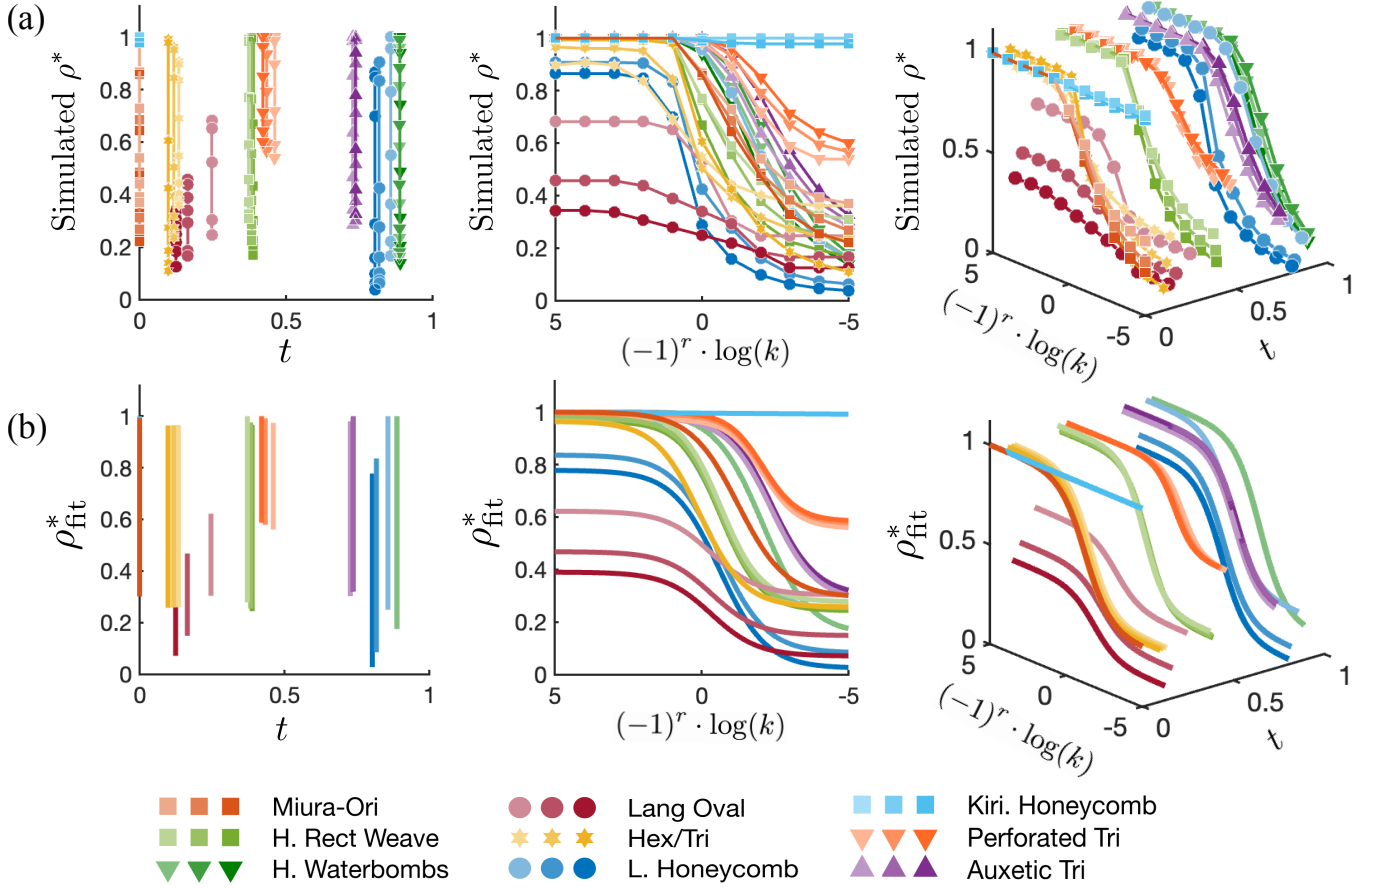 (a)
Simulated ρ*
1
0.8
0.6
0.4
0.2
0
0
0.5
1
t
Simulated ρ*
1
0.8
0.6
0.4
0.2
0
5
0
-5
(−1)^r · log(k)
Simulated ρ*
1
0.5
0
5
0
-5
(−1)^r · log(k)
0
0.5
1
t
(b)
ρ*fit
1
0.8
0.6
0.4
0.2
0
0
0.5
1
t
ρ*fit
1
0.8
0.6
0.4
0.2
0
5
0
-5
(−1)^r · log(k)
ρ*fit
1
0.5
0
5
0
-5
(−1)^r · log(k)
0
0.5
1
t
Miura-Ori
H. Rect Weave
H. Waterbombs
Lang Oval
Hex/Tri
L. Honeycomb
Kiri. Honeycomb
Perforated Tri
Auxetic Tri